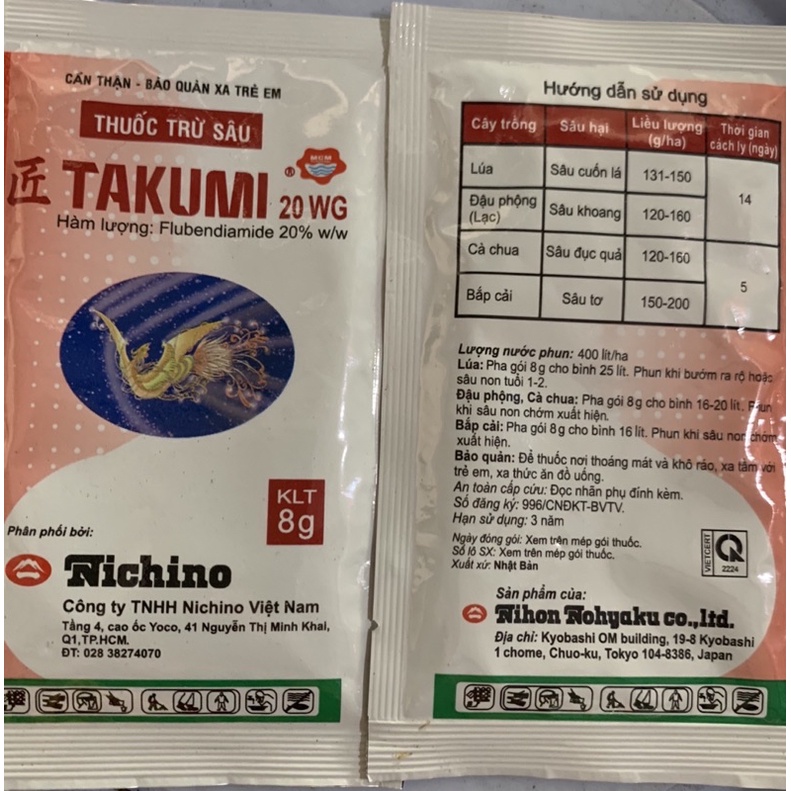 CẨN THẬN - BẢO QUẢN XA TRẺ EM
THUỐC TRỪ SÂU
MCM
匠 TAKUMI ® 20 WG
Hàm lượng: Flubendiamide 20% w/w
KLT
8g
Phân phối bởi:
Nichino
Công ty TNHH Nichino Việt Nam
Tầng 4, cao ốc Yoco, 41 Nguyễn Thị Minh Khai,
Q1,TP.HCM.
ĐT: 028 38274070
Hướng dẫn sử dụng
Cây trồng Sâu hại Liều lượng (g/ha) Thời gian cách ly (ngày)
Lúa Sâu cuốn lá 131-150 14
Đậu phộng (Lạc) Sâu khoang 120-160
Cà chua Sâu đục quả 120-160 5
Bắp cải Sâu tơ 150-200
Lượng nước phun: 400 lít/ha
Lúa: Pha gói 8g cho bình 25 lít. Phun khi bướm ra rộ hoặc
sâu non tuổi 1-2.
Đậu phộng, Cà chua: Pha gói 8g cho bình 16-20 lít. Phun
khi sâu non chớm xuất hiện.
Bắp cải: Pha gói 8g cho bình 16 lít. Phun khi sâu non chớm
xuất hiện.
Bảo quản: Để thuốc nơi thoáng mát và khô ráo, xa tầm với
trẻ em, xa thức ăn đồ uống.
An toàn cấp cứu: Đọc nhãn phụ đính kèm.
Số đăng ký: 996/CNĐKT-BVTV.
Hạn sử dụng: 3 năm
Ngày đóng gói: Xem trên mép gói thuốc.
Số lô SX: Xem trên mép gói thuốc.
Xuất xứ: Nhật Bản
VIETCERT
2224
Sản phẩm của:
Nihon Nohyaku co.,ltd.
Địa chỉ: Kyobashi OM building, 19-8 Kyobashi
1 chome, Chuo-ku, Tokyo 104-8386, Japan